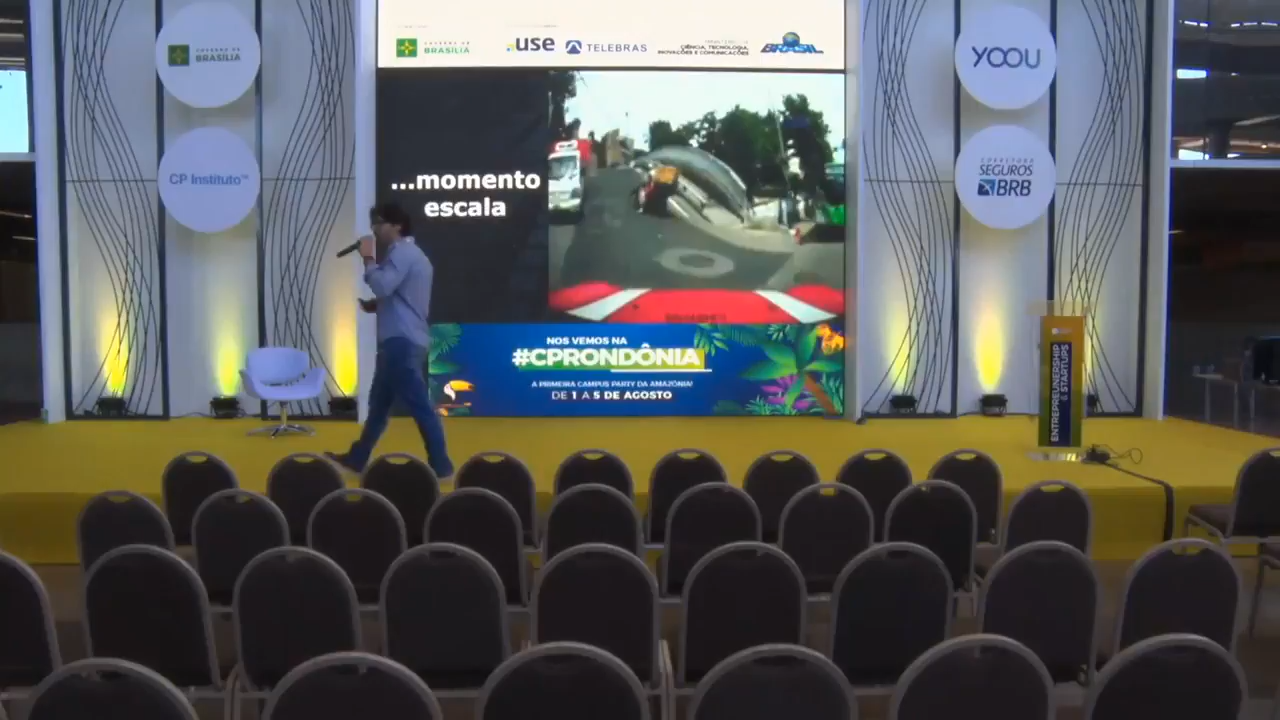 GOVERNO DE
BRASÍLIA
CP Instituto
GOVERNO DE
BRASÍLIA
use
TELEBRAS
CIÊNCIA, TECNOLOGIA,
INOVAÇÕES E COMUNICAÇÕES
BRASIL
...momento
escala
NOS VEMOS NA
#CPRONDÔNIA
A PRIMEIRA CAMPUS PARTY DA AMAZÔNIA!
DE 1 A 5 DE AGOSTO
YOOU
CORRETORA
SEGUROS
BRB
ENTREPREUNERSHIP
& STARTUPS